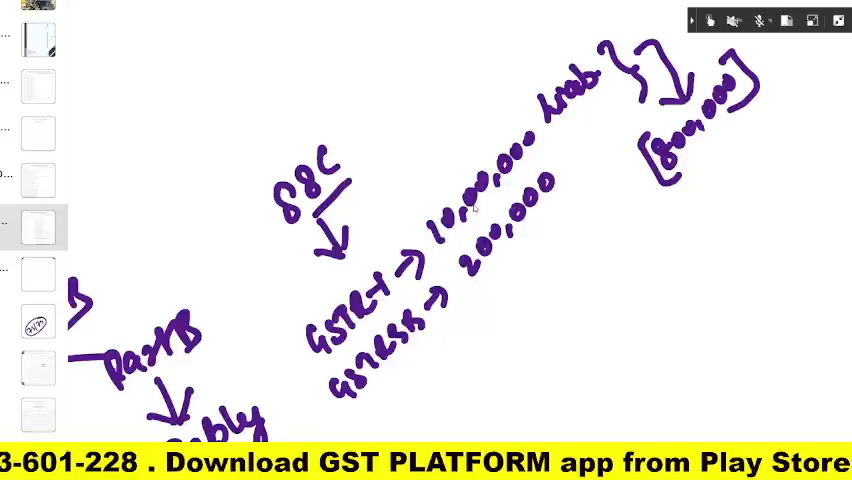 88C
GSTR-1 → 10,00,000 Liab
GSTR3B → 200,000
[800,000]
B
Part B
3-601-228 . Download GST PLATFORM app from Play Store